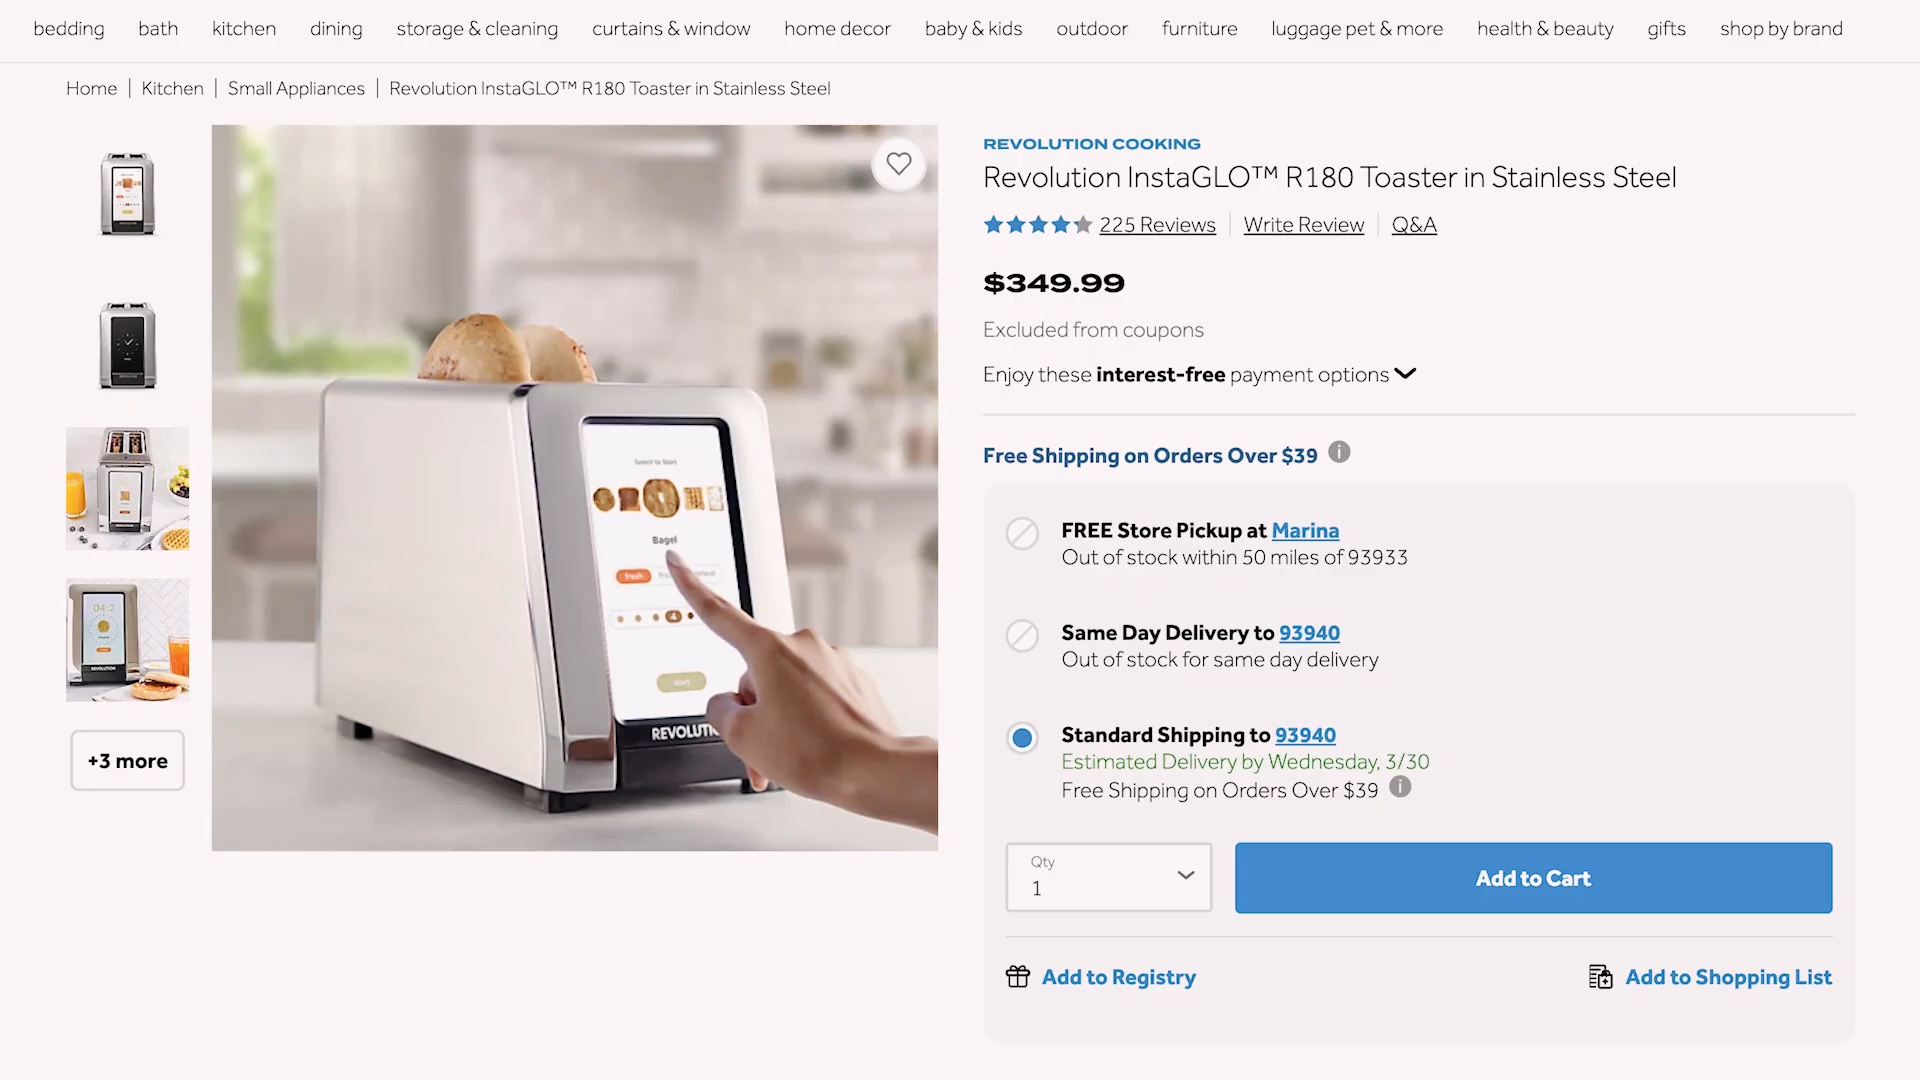 bedding bath kitchen dining storage & cleaning curtains & window home decor baby & kids outdoor furniture luggage pet & more health & beauty gifts shop by brand
Home | Kitchen | Small Appliances | Revolution InstaGLO™ R180 Toaster in Stainless Steel
REVOLUTION COOKING
Revolution InstaGLO™ R180 Toaster in Stainless Steel
225 Reviews | Write Review | Q&A
$349.99
Excluded from coupons
Enjoy these interest-free payment options
Free Shipping on Orders Over $39
FREE Store Pickup at Marina
Out of stock within 50 miles of 93933
Same Day Delivery to 93940
Out of stock for same day delivery
Standard Shipping to 93940
Estimated Delivery by Wednesday, 3/30
Free Shipping on Orders Over $39
Qty
1
Add to Cart
Add to Registry
Add to Shopping List
+3 more
Select to Start
Bagel
fresh
4
start
REVOLUTI